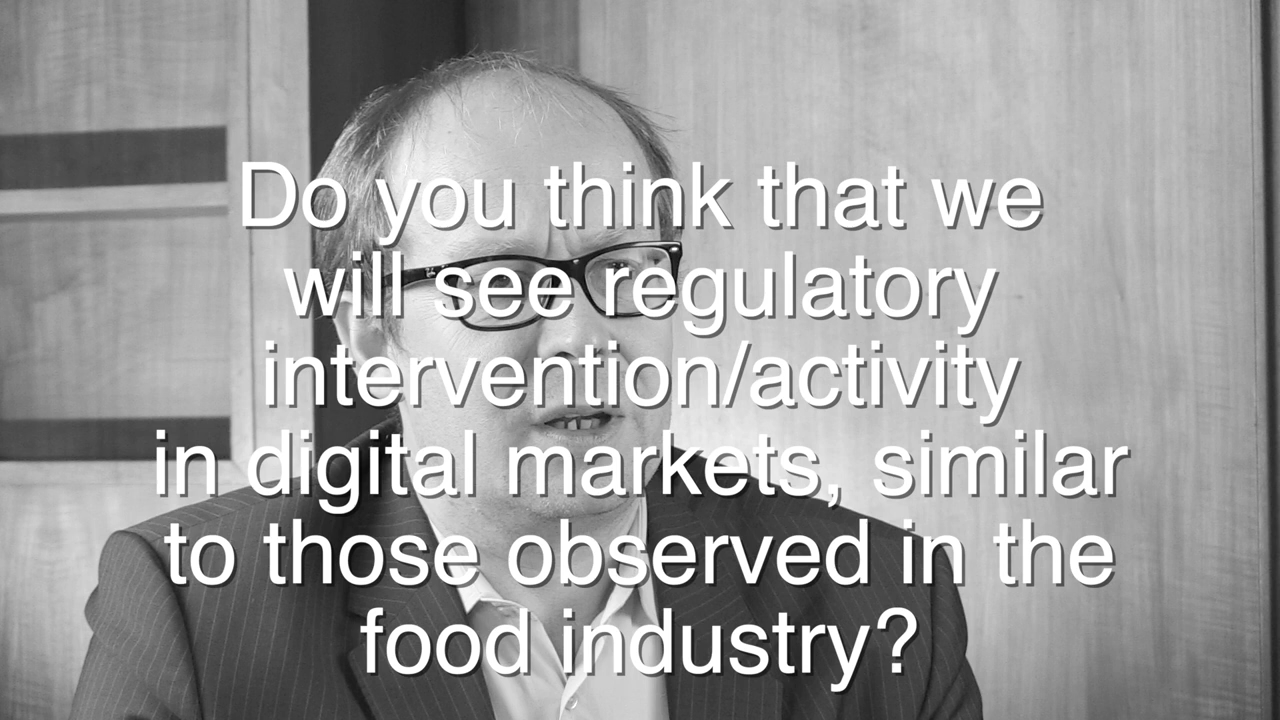 Do you think that we
will see regulatory
intervention/activity
in digital markets, similar
to those observed in the
food industry?